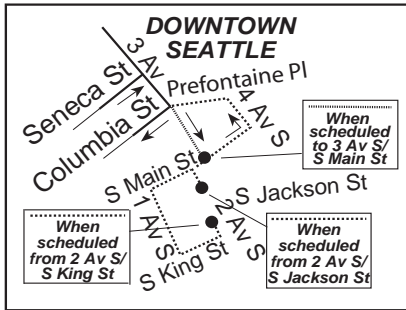 DOWNTOWN
SEATTLE
3 Av
Seneca St
Prefontaine Pl
Columbia St
4 Av S
When
scheduled
to 3 Av S/
S Main St
S Main St
S Jackson St
1 Av S
2 Av S
S King St
When
scheduled
from 2 Av S/
S King St
When
scheduled
from 2 Av S/
S Jackson St